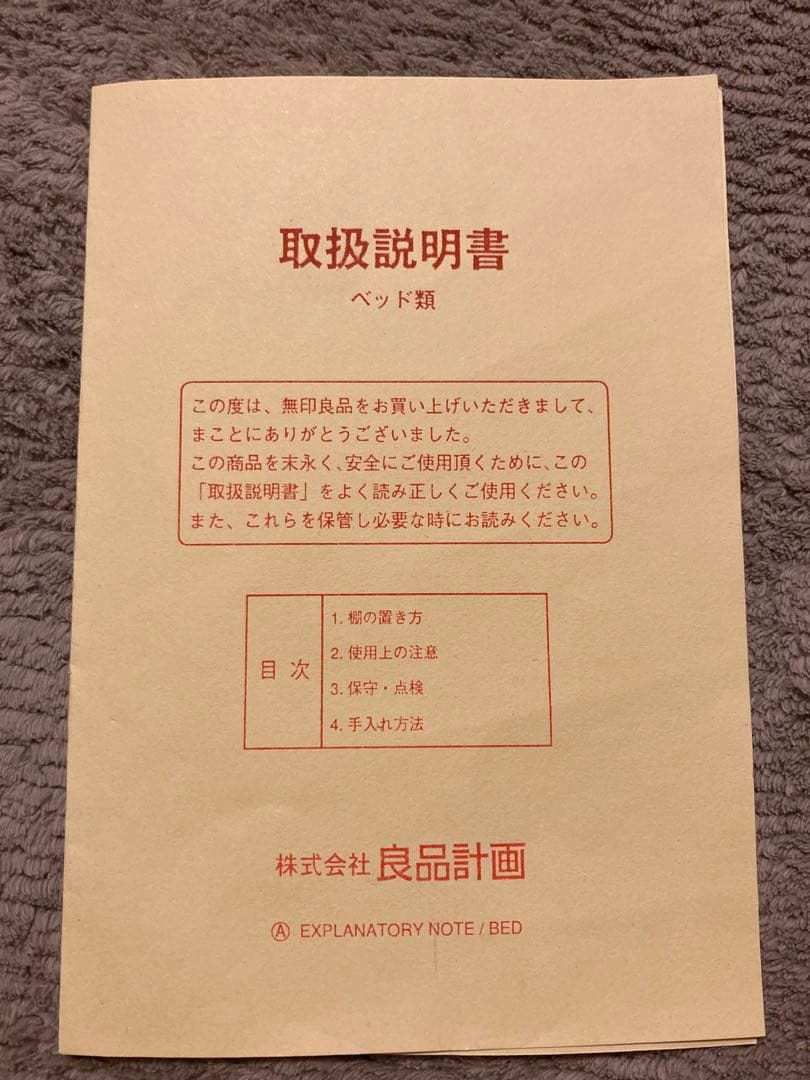 取扱説明書
ベッド類
この度は、無印良品をお買い上げいただきまして、
まことにありがとうございました。
この商品を末永く、安全にご使用頂くために、この
「取扱説明書」をよく読み正しくご使用ください。
また、これらを保管し必要な時にお読みください。
目次
1. 棚の置き方
2. 使用上の注意
3. 保守・点検
4. 手入れ方法
株式会社 良品計画
Ⓐ EXPLANATORY NOTE / BED